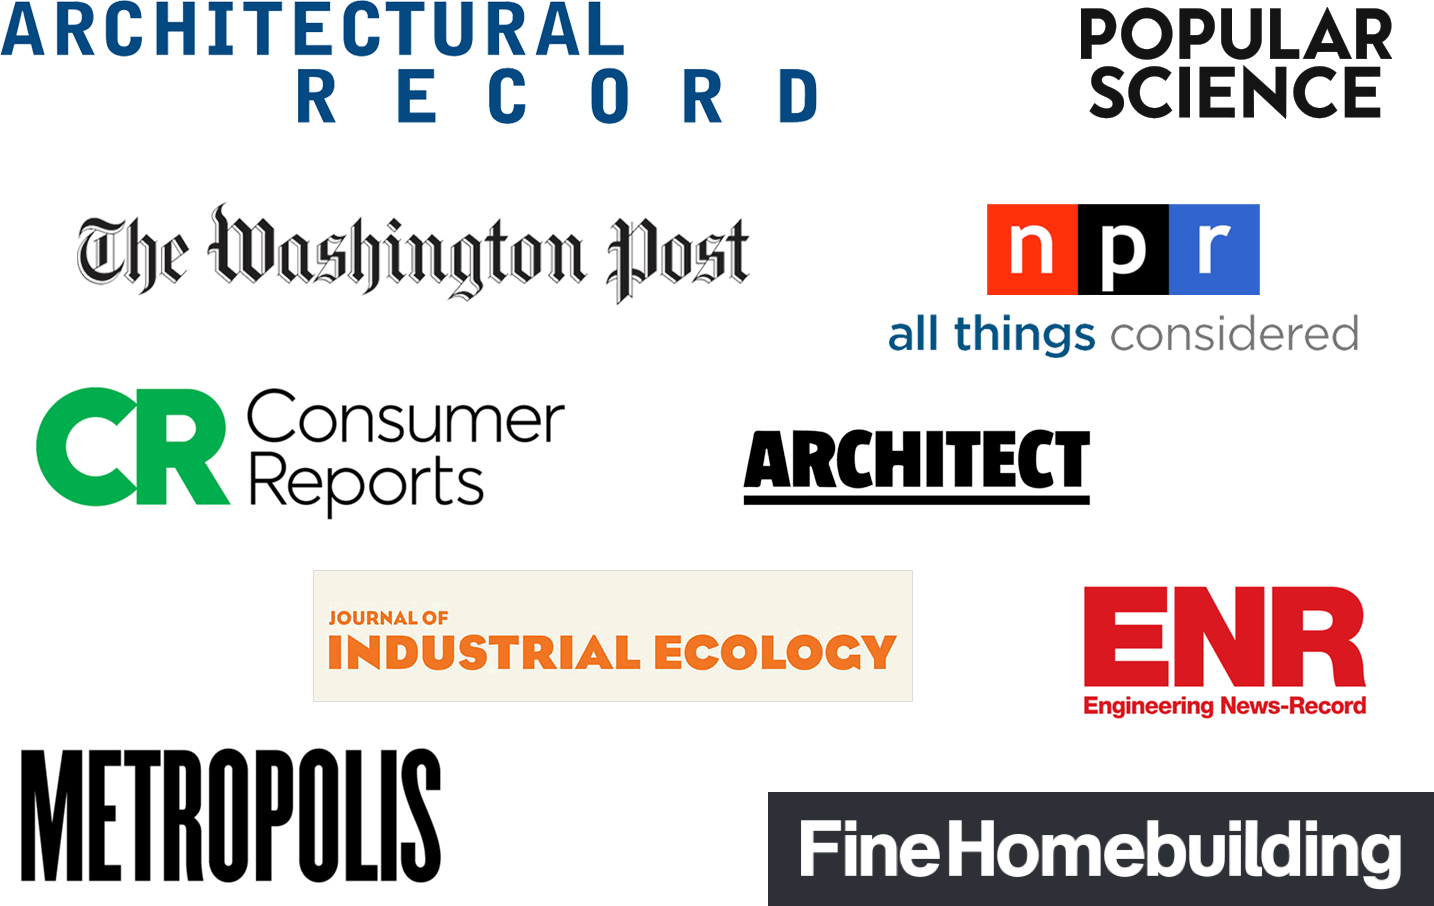 ARCHITECTURAL
RECORD
POPULAR
SCIENCE
The Washington Post
npr
all things considered
CR Consumer
Reports
ARCHITECT
JOURNAL OF
INDUSTRIAL ECOLOGY
ENR
Engineering News-Record
METROPOLIS
FineHomebuilding